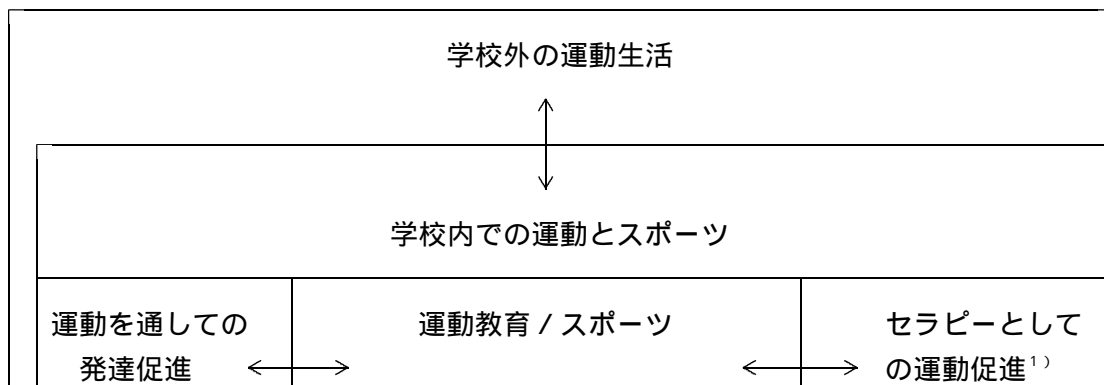 学校外の運動生活
学校内での運動とスポーツ
運動を通しての
発達促進
運動教育 / スポーツ
セラピーとして
の運動促進¹⁾